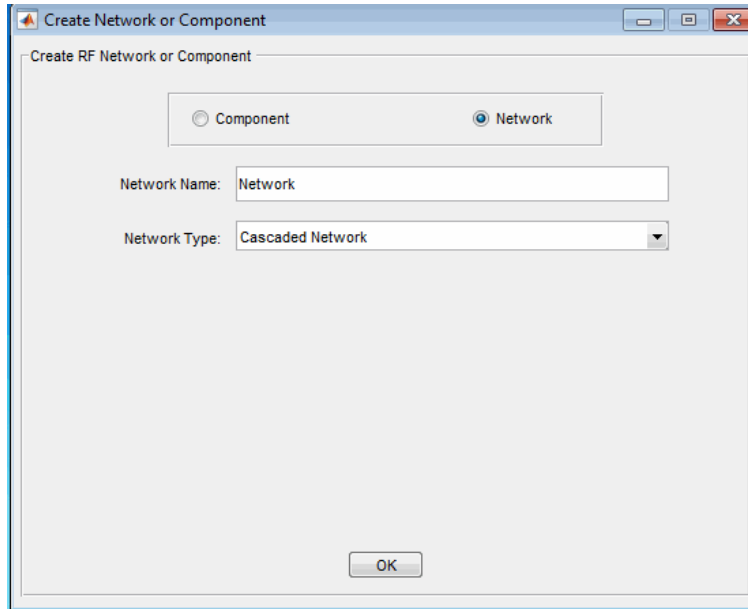 Create Network or Component
Create RF Network or Component
Component
Network
Network Name: Network
Network Type: Cascaded Network
OK